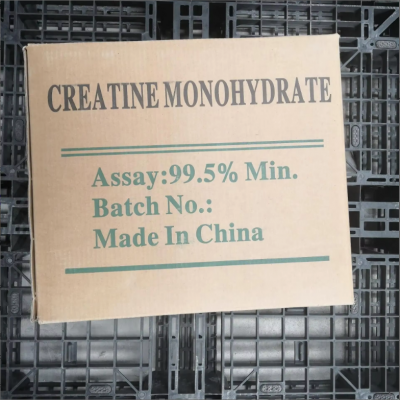 CREATINE MONOHYDRATE
Assay:99.5% Min.
Batch No.:
Made In China